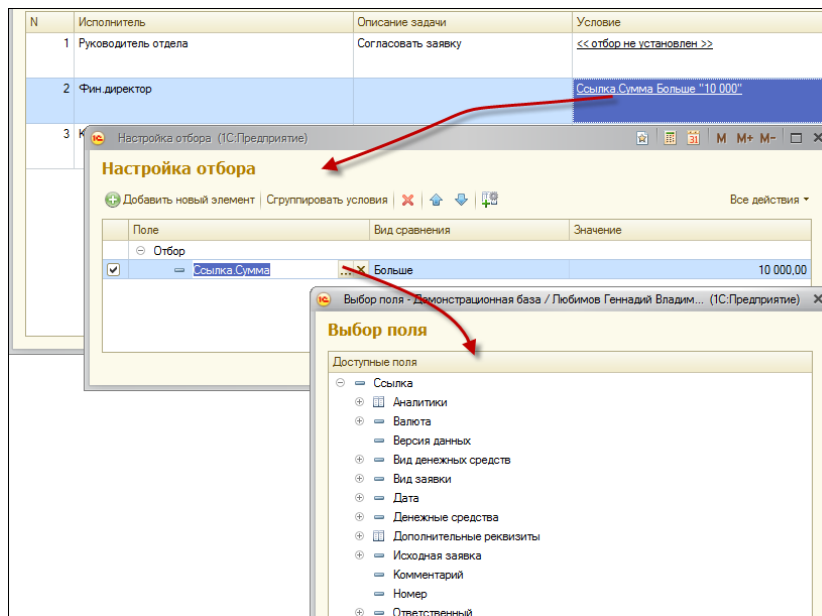 N Исполнитель Описание задачи Условие
1 Руководитель отдела Согласовать заявку << отбор не установлен >>
2 Фин.директор Ссылка.Сумма Больше "10 000"
3 К
Настройка отбора (1С:Предприятие) 31 M M+ M-
Настройка отбора
Добавить новый элемент Сгруппировать условия Все действия
Поле Вид сравнения Значение
Отбор
Ссылка.Сумма ... Больше 10 000,00
Выбор поля - Демонстрационная база / Любимов Геннадий Владим... (1С:Предприятие)
Выбор поля
Доступные поля
Ссылка
Аналитики
Валюта
Версия данных
Вид денежных средств
Вид заявки
Дата
Денежные средства
Дополнительные реквизиты
Исходная заявка
Комментарий
Номер
Ответственный